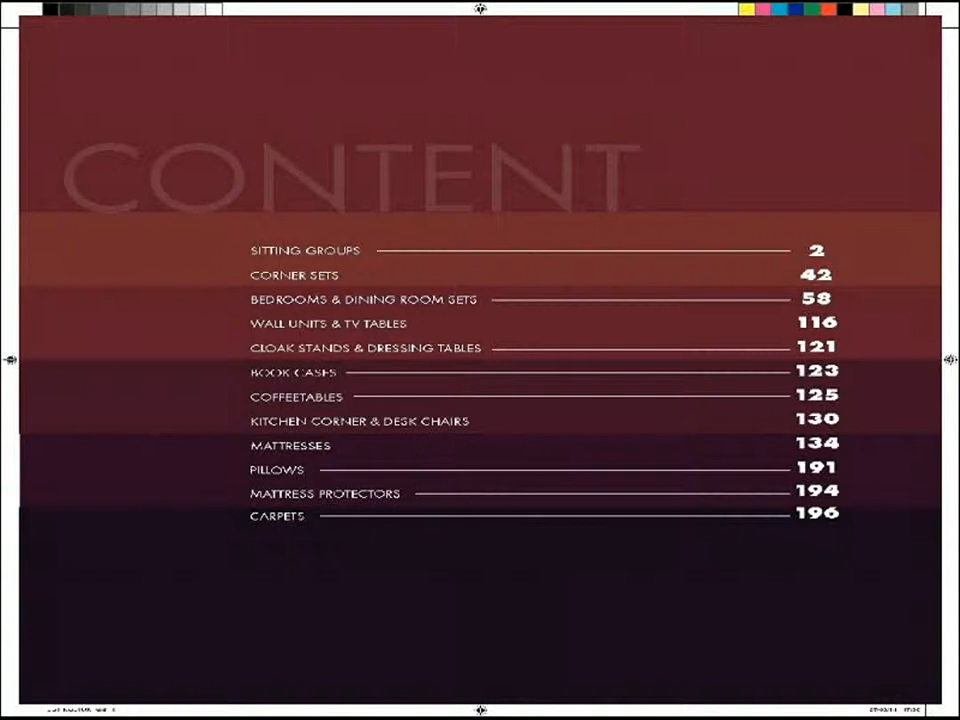 CONTENT
SITTING GROUPS 2
CORNER SETS 42
BEDROOMS & DINING ROOM SETS 58
WALL UNITS & TV TABLES 116
CLOAK STANDS & DRESSING TABLES 121
BOOK CASES 123
COFFEETABLES 125
KITCHEN CORNER & DESK CHAIRS 130
MATTRESSES 134
PILLOWS 191
MATTRESS PROTECTORS 194
CARPETS 196